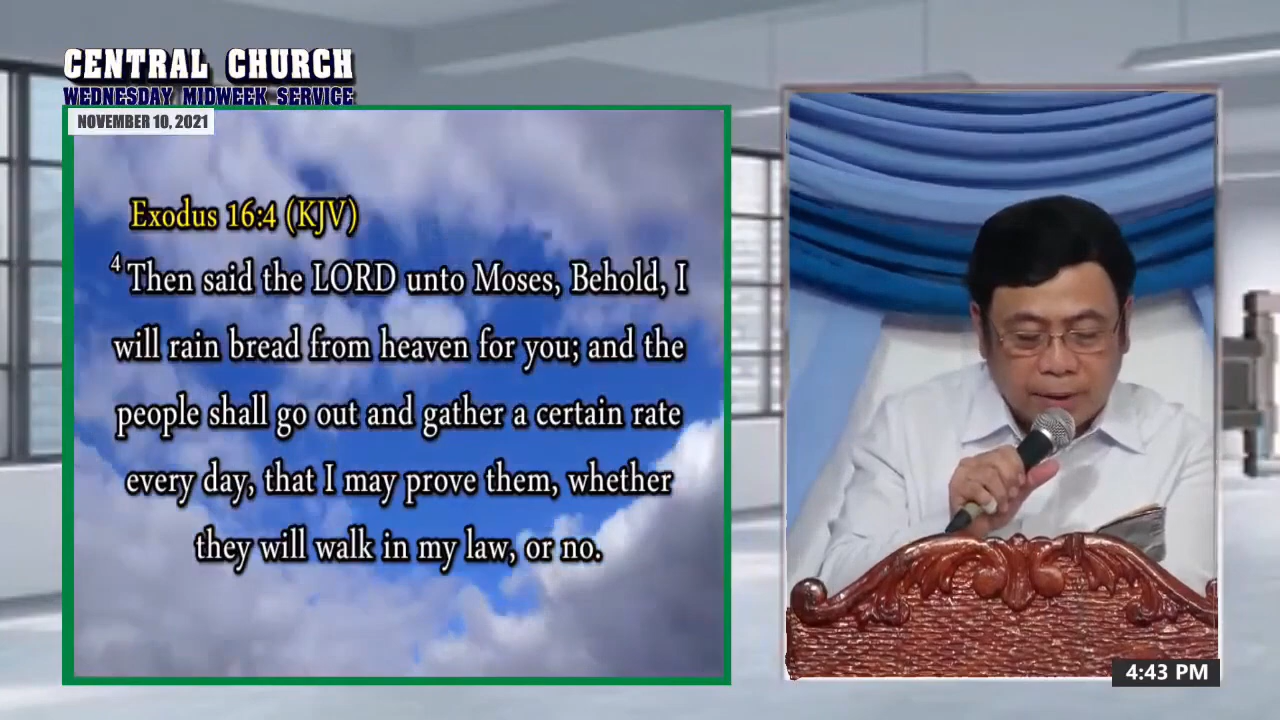 CENTRAL CHURCH
WEDNESDAY MIDWEEK SERVICE
NOVEMBER 10, 2021
Exodus 16:4 (KJV)
4 Then said the LORD unto Moses, Behold, I
will rain bread from heaven for you; and the
people shall go out and gather a certain rate
every day, that I may prove them, whether
they will walk in my law, or no.
4:43 PM